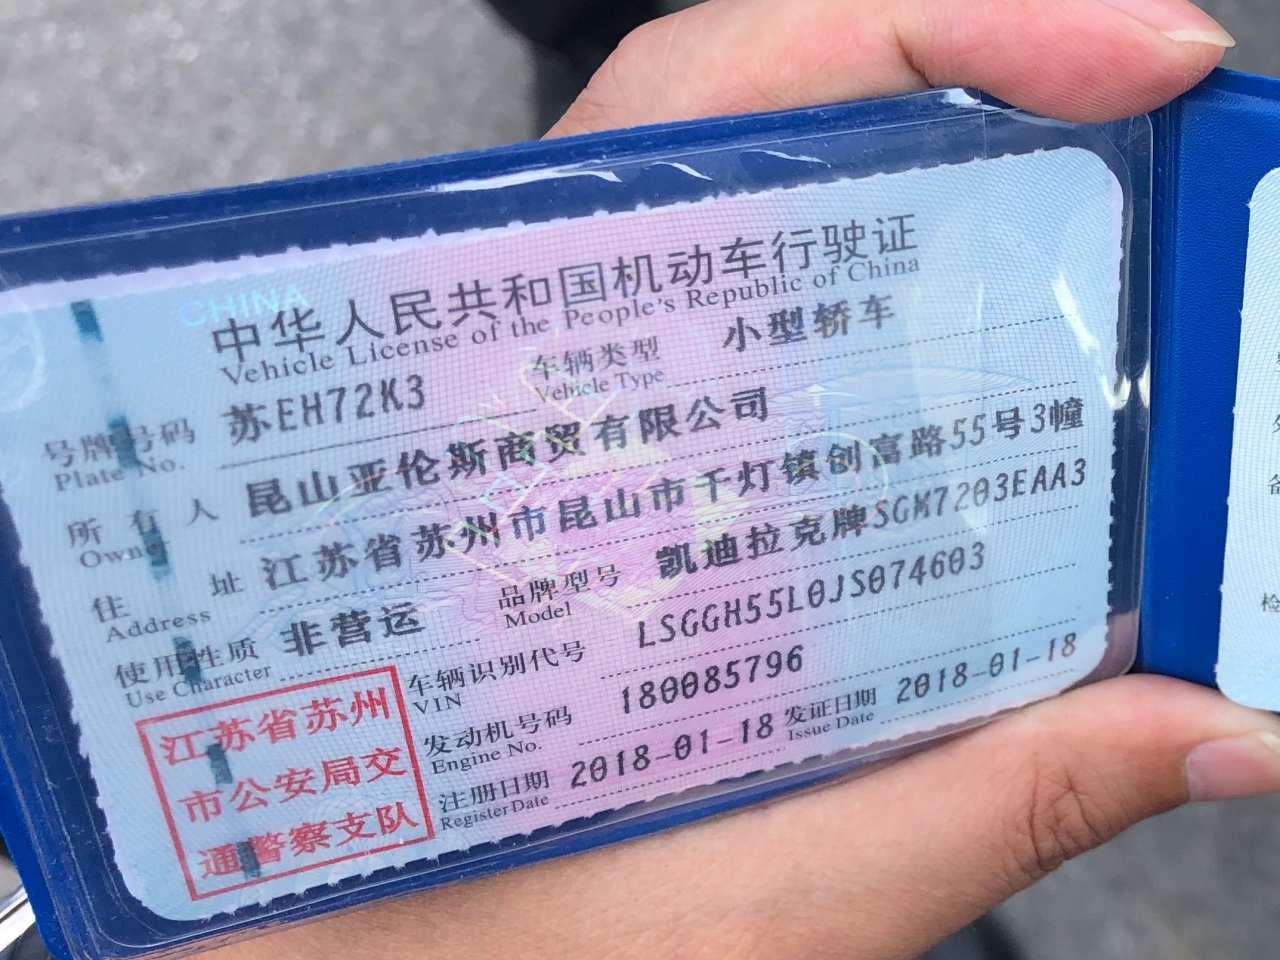 CHINA
中华人民共和国机动车行驶证
Vehicle License of the People's Republic of China
号牌号码 苏EH72K3 车辆类型 小型轿车
Plate No. Vehicle Type
所有人 昆山亚伦斯商贸有限公司
Owner
住址 江苏省苏州市昆山市千灯镇创富路55号3幢
Address
使用性质 非营运 品牌型号 凯迪拉克牌SGM7203EAA3
Use Character Model
车辆识别代号 LSGGH55L0JS074603
VIN
发动机号码 180085796
Engine No.
注册日期 2018-01-18 发证日期 2018-01-18
Register Date Issue Date
江苏省苏州
市公安局交
通警察支队